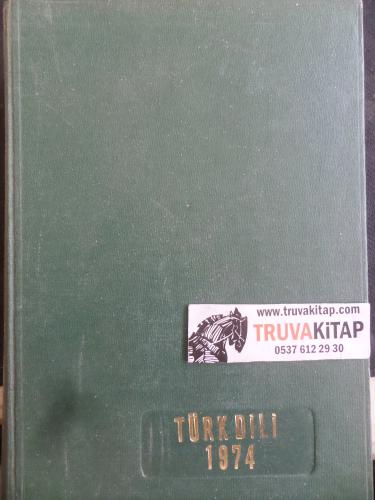 www.truvakitap.com
TRUVAKiTAP
0537 612 29 30
TÜRK DİLİ
1974